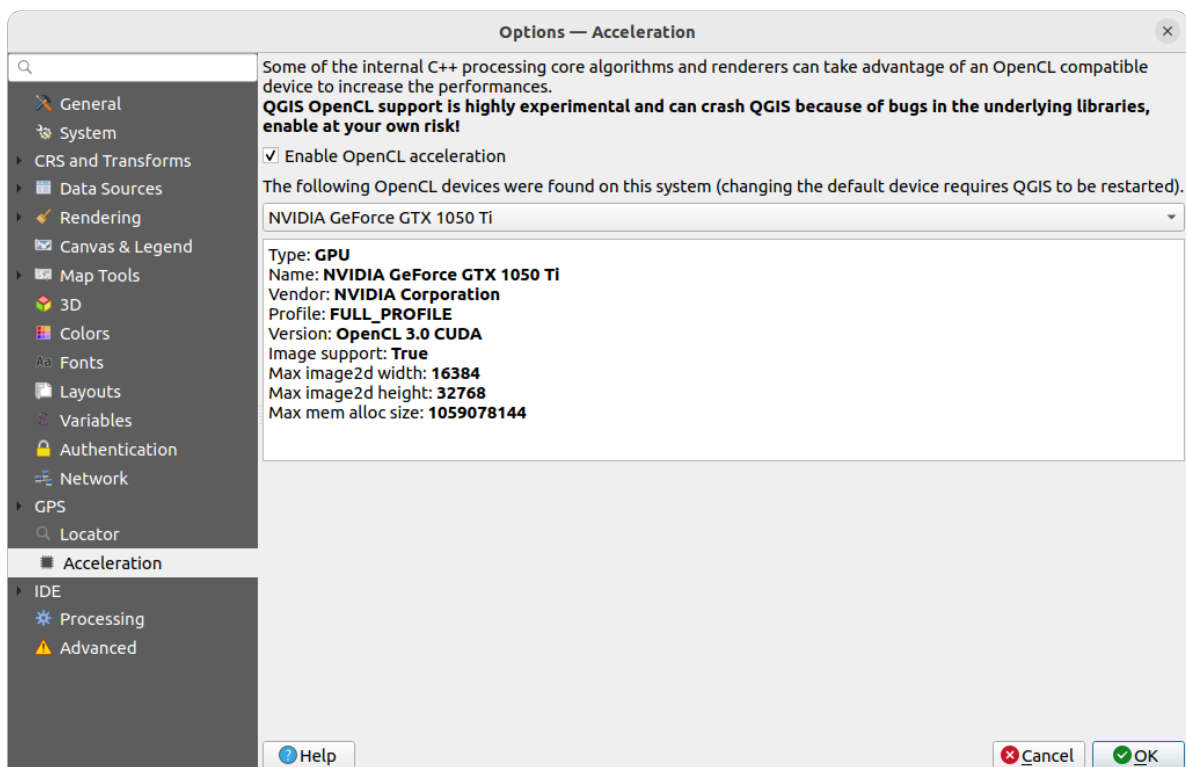 Options — Acceleration
General
System
CRS and Transforms
Data Sources
Rendering
Canvas & Legend
Map Tools
3D
Colors
Aa Fonts
Layouts
ε Variables
Authentication
Network
GPS
Locator
Acceleration
IDE
Processing
Advanced
Some of the internal C++ processing core algorithms and renderers can take advantage of an OpenCL compatible
device to increase the performances.
QGIS OpenCL support is highly experimental and can crash QGIS because of bugs in the underlying libraries,
enable at your own risk!
Enable OpenCL acceleration
The following OpenCL devices were found on this system (changing the default device requires QGIS to be restarted).
NVIDIA GeForce GTX 1050 Ti
Type: GPU
Name: NVIDIA GeForce GTX 1050 Ti
Vendor: NVIDIA Corporation
Profile: FULL_PROFILE
Version: OpenCL 3.0 CUDA
Image support: True
Max image2d width: 16384
Max image2d height: 32768
Max mem alloc size: 1059078144
Help
Cancel
OK